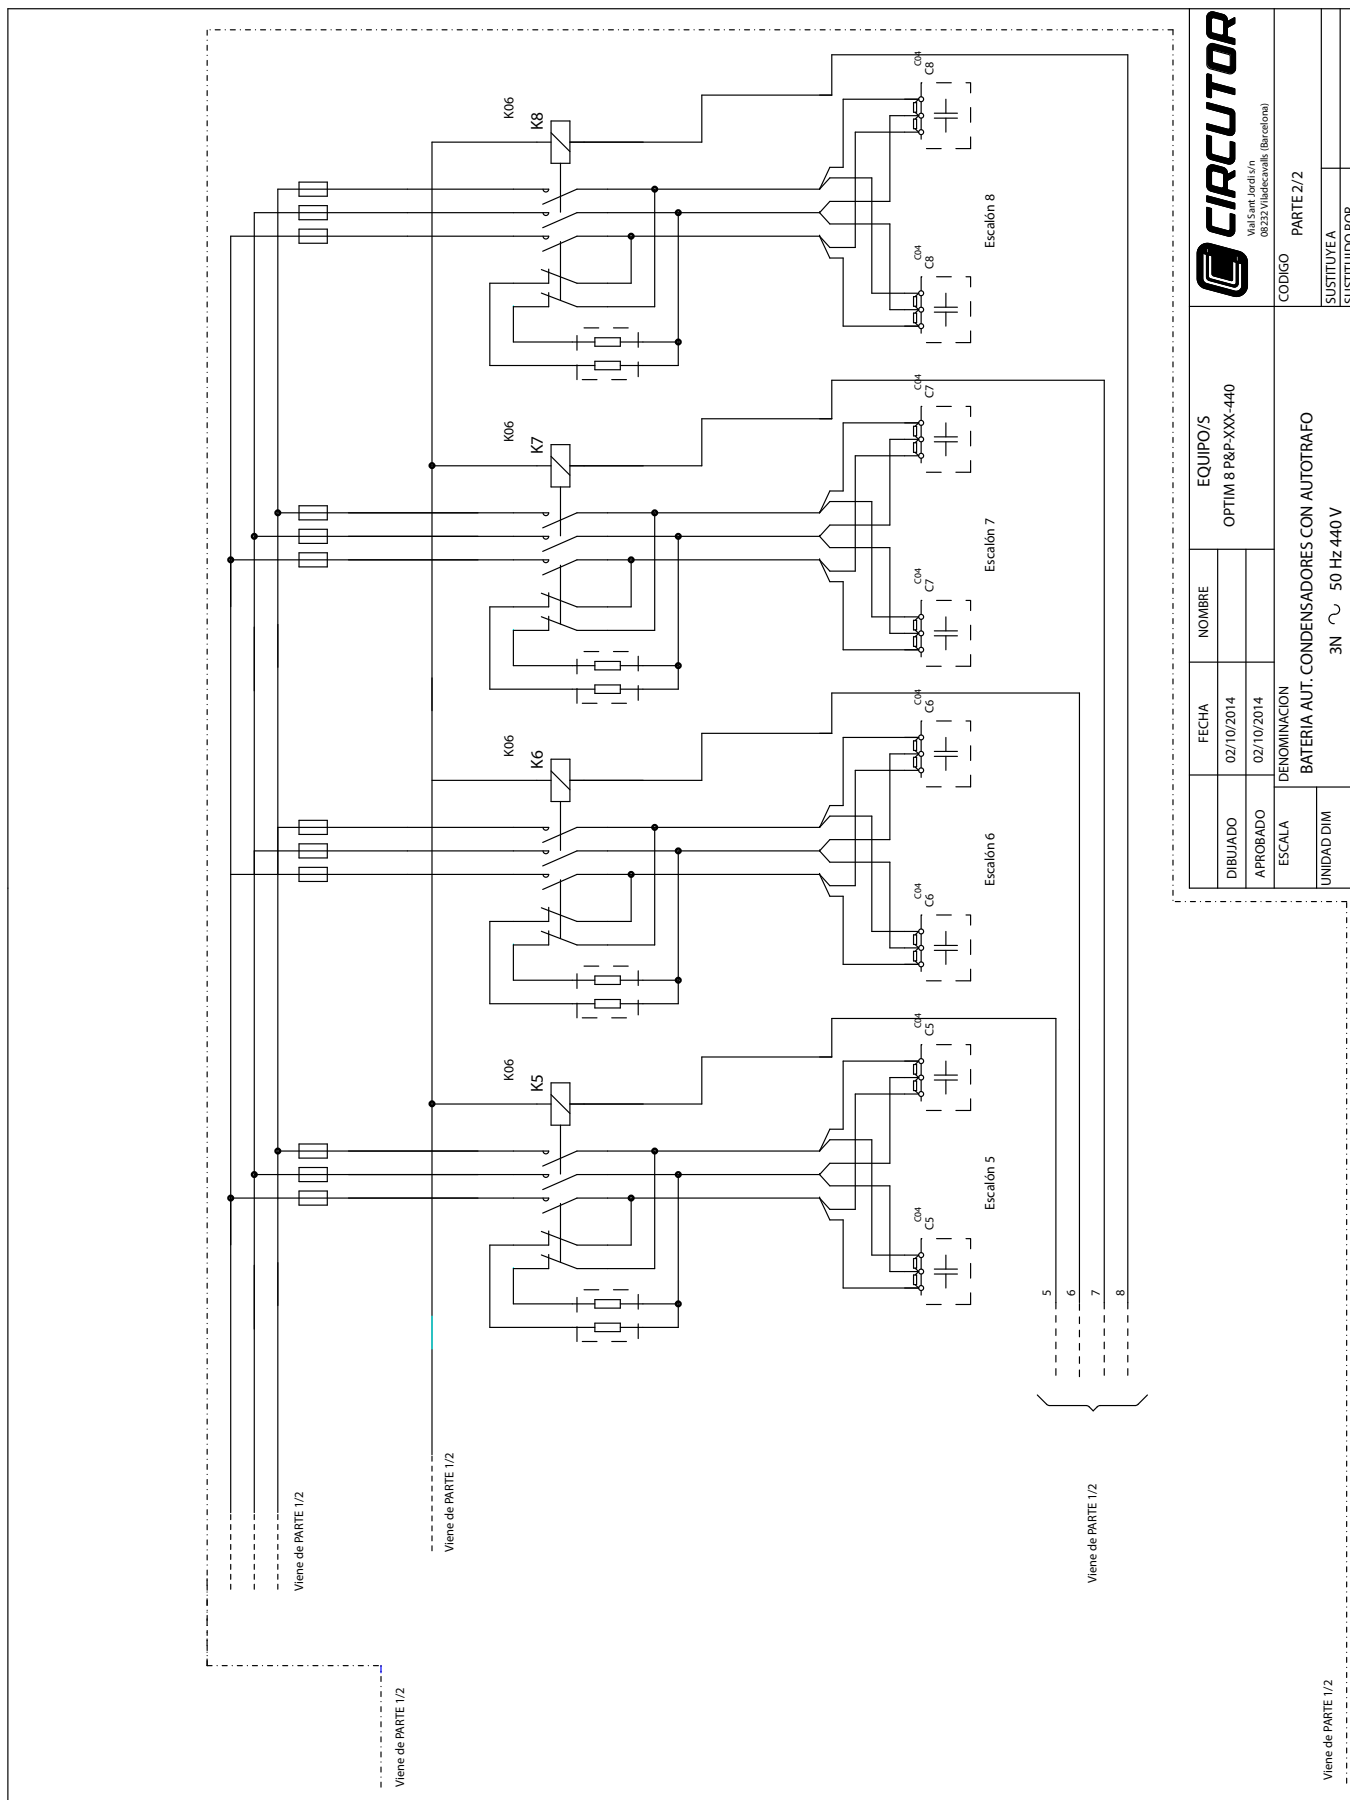 Viene de PARTE 1/2
Viene de PARTE 1/2
Viene de PARTE 1/2
Viene de PARTE 1/2
Viene de PARTE 1/2
K06
K5
K06
K6
K06
K7
K06
K8
C04
C5
C04
C5
Escalón 5
C04
C6
C04
C6
Escalón 6
C04
C7
C04
C7
Escalón 7
C04
C8
C04
C8
Escalón 8
5
6
7
8
FECHA
NOMBRE
DIBUJADO
02/10/2014
APROBADO
02/10/2014
EQUIPO/S
OPTIM 8 P&P-XXX-440
CIRCUTOR
Vial Sant Jordi s/n
08232 Viladecavalls (Barcelona)
ESCALA
DENOMINACION
BATERIA AUT. CONDENSADORES CON AUTOTRAFO
3N 50 Hz 440 V
UNIDAD DIM
CODIGO
PARTE 2/2
SUSTITUYE A
SUSTITUIDO POR